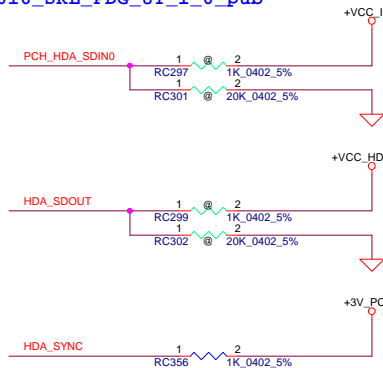 +VCC_H
PCH_HDA_SDIN0
1 @ 2
RC297 1K_0402_5%
1 @ 2
RC301 20K_0402_5%
+VCC_HD
HDA_SDOUT
1 @ 2
RC299 1K_0402_5%
1 @ 2
RC302 20K_0402_5%
+3V_PC
HDA_SYNC
1 2
RC356 1K_0402_5%